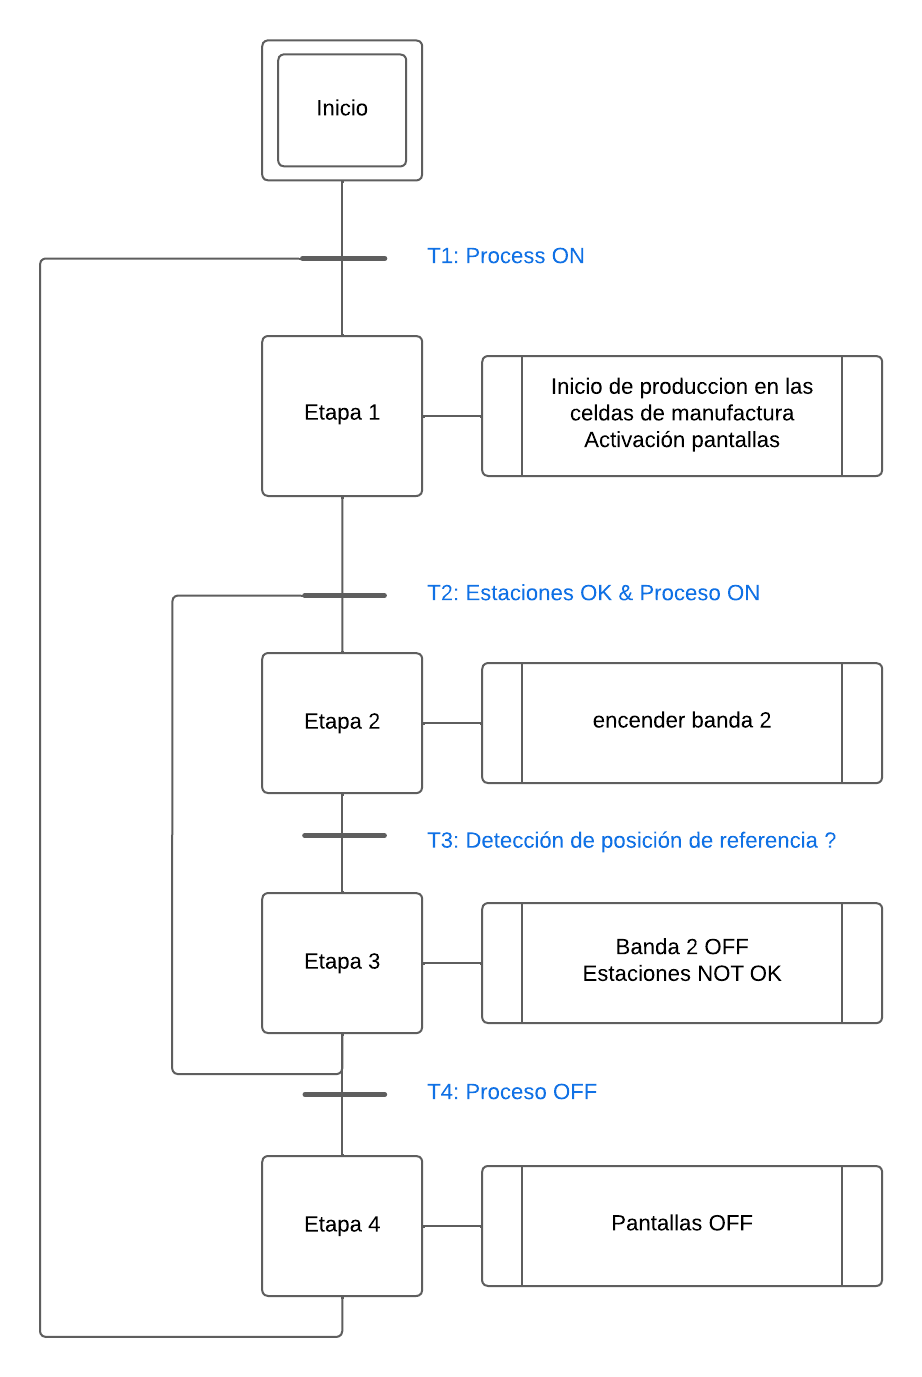 Inicio
T1: Process ON
Etapa 1
Inicio de produccion en las
celdas de manufactura
Activación pantallas
T2: Estaciones OK & Proceso ON
Etapa 2
encender banda 2
T3: Detección de posición de referencia ?
Etapa 3
Banda 2 OFF
Estaciones NOT OK
T4: Proceso OFF
Etapa 4
Pantallas OFF